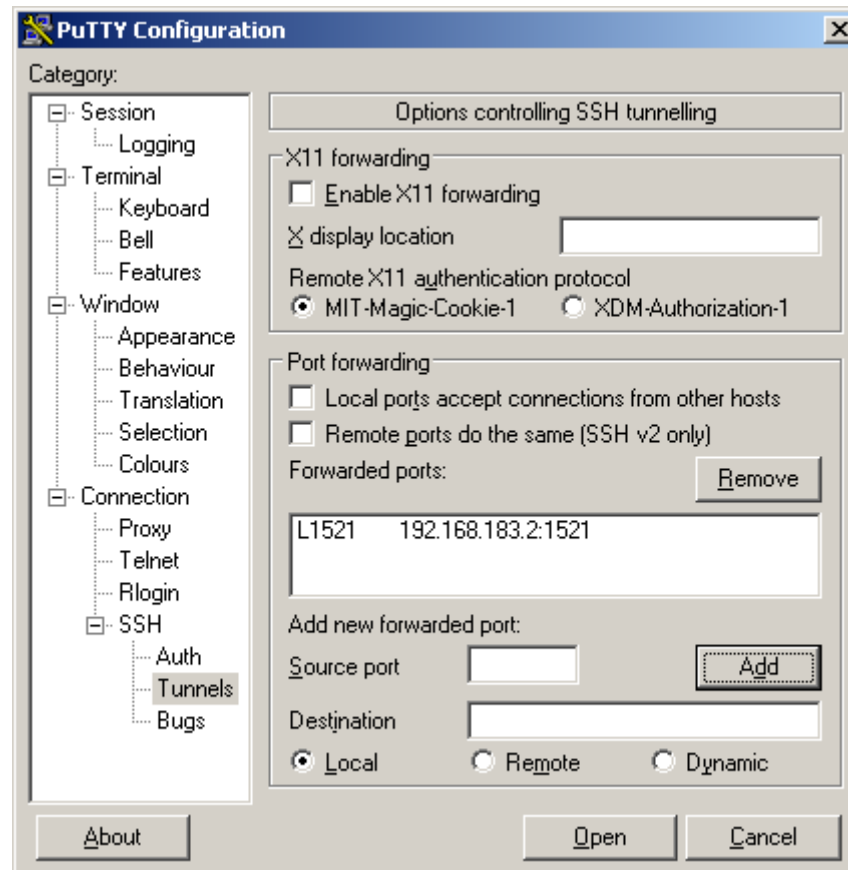 PuTTY Configuration
Category:
Session
Logging
Terminal
Keyboard
Bell
Features
Window
Appearance
Behaviour
Translation
Selection
Colours
Connection
Proxy
Telnet
Rlogin
SSH
Auth
Tunnels
Bugs
Options controlling SSH tunnelling
X11 forwarding
Enable X11 forwarding
X display location
Remote X11 authentication protocol
MIT-Magic-Cookie-1 XDM-Authorization-1
Port forwarding
Local ports accept connections from other hosts
Remote ports do the same (SSH v2 only)
Forwarded ports: Remove
L1521 192.168.183.2:1521
Add new forwarded port:
Source port Add
Destination
Local Remote Dynamic
About Open Cancel